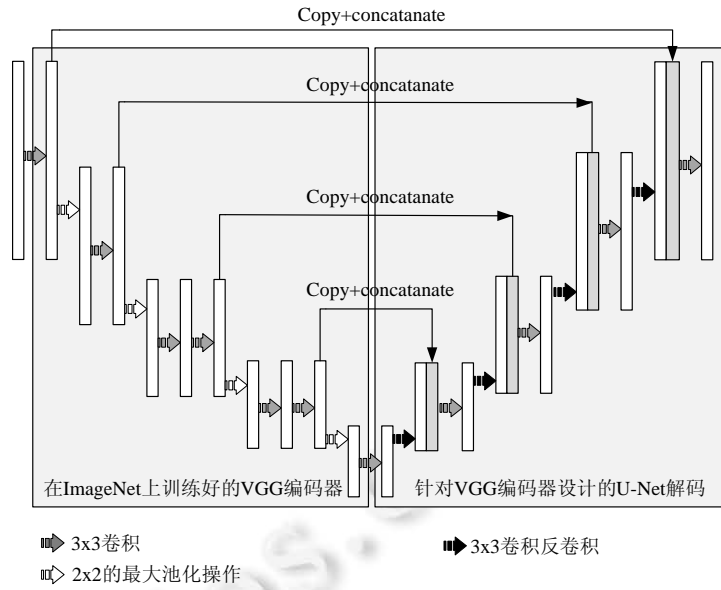 Copy+concatanate
Copy+concatanate
Copy+concatanate
Copy+concatanate
在ImageNet上训练好的VGG编码器
针对VGG编码器设计的U-Net解码
3x3卷积
3x3卷积反卷积
2x2的最大池化操作